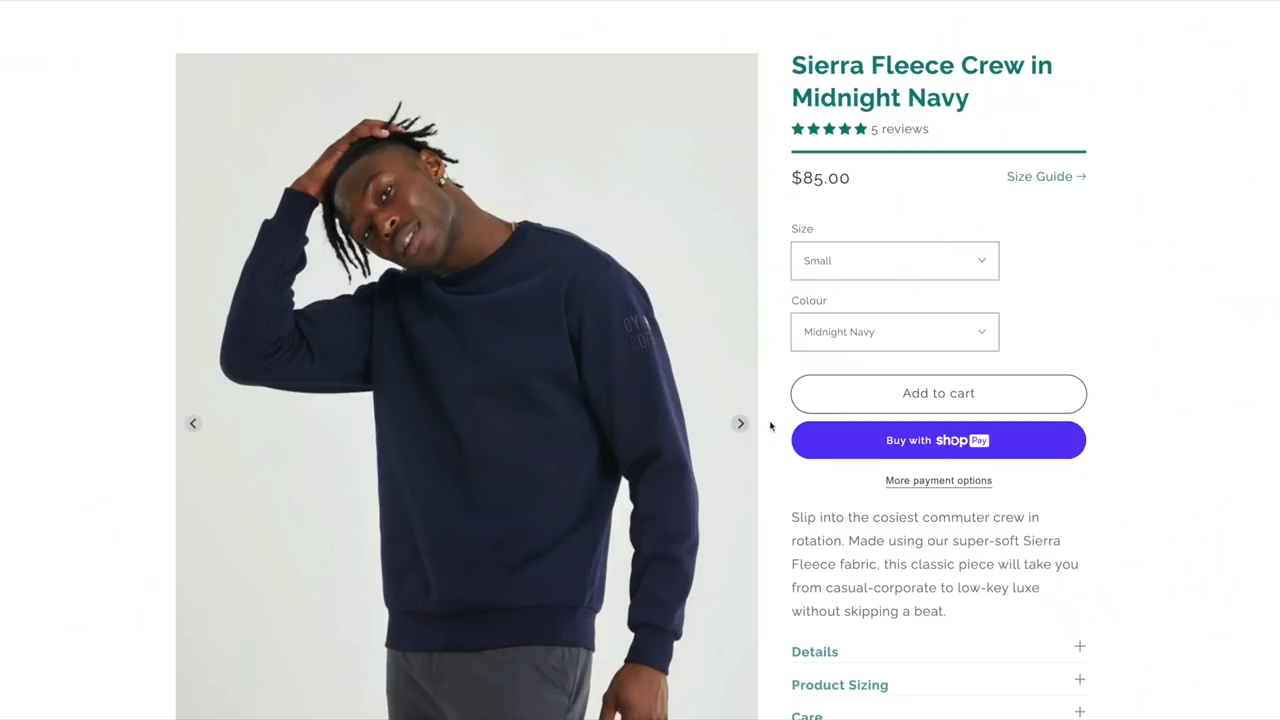 Sierra Fleece Crew in
Midnight Navy
5 reviews
$85.00
Size Guide →
Size
Small
Colour
Midnight Navy
Add to cart
Buy with shop Pay
More payment options
Slip into the cosiest commuter crew in
rotation. Made using our super-soft Sierra
Fleece fabric, this classic piece will take you
from casual-corporate to low-key luxe
without skipping a beat.
Details
Product Sizing
Care